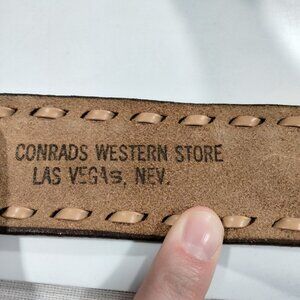 CONRADS WESTERN STORE
LAS VEGAS, NEV.